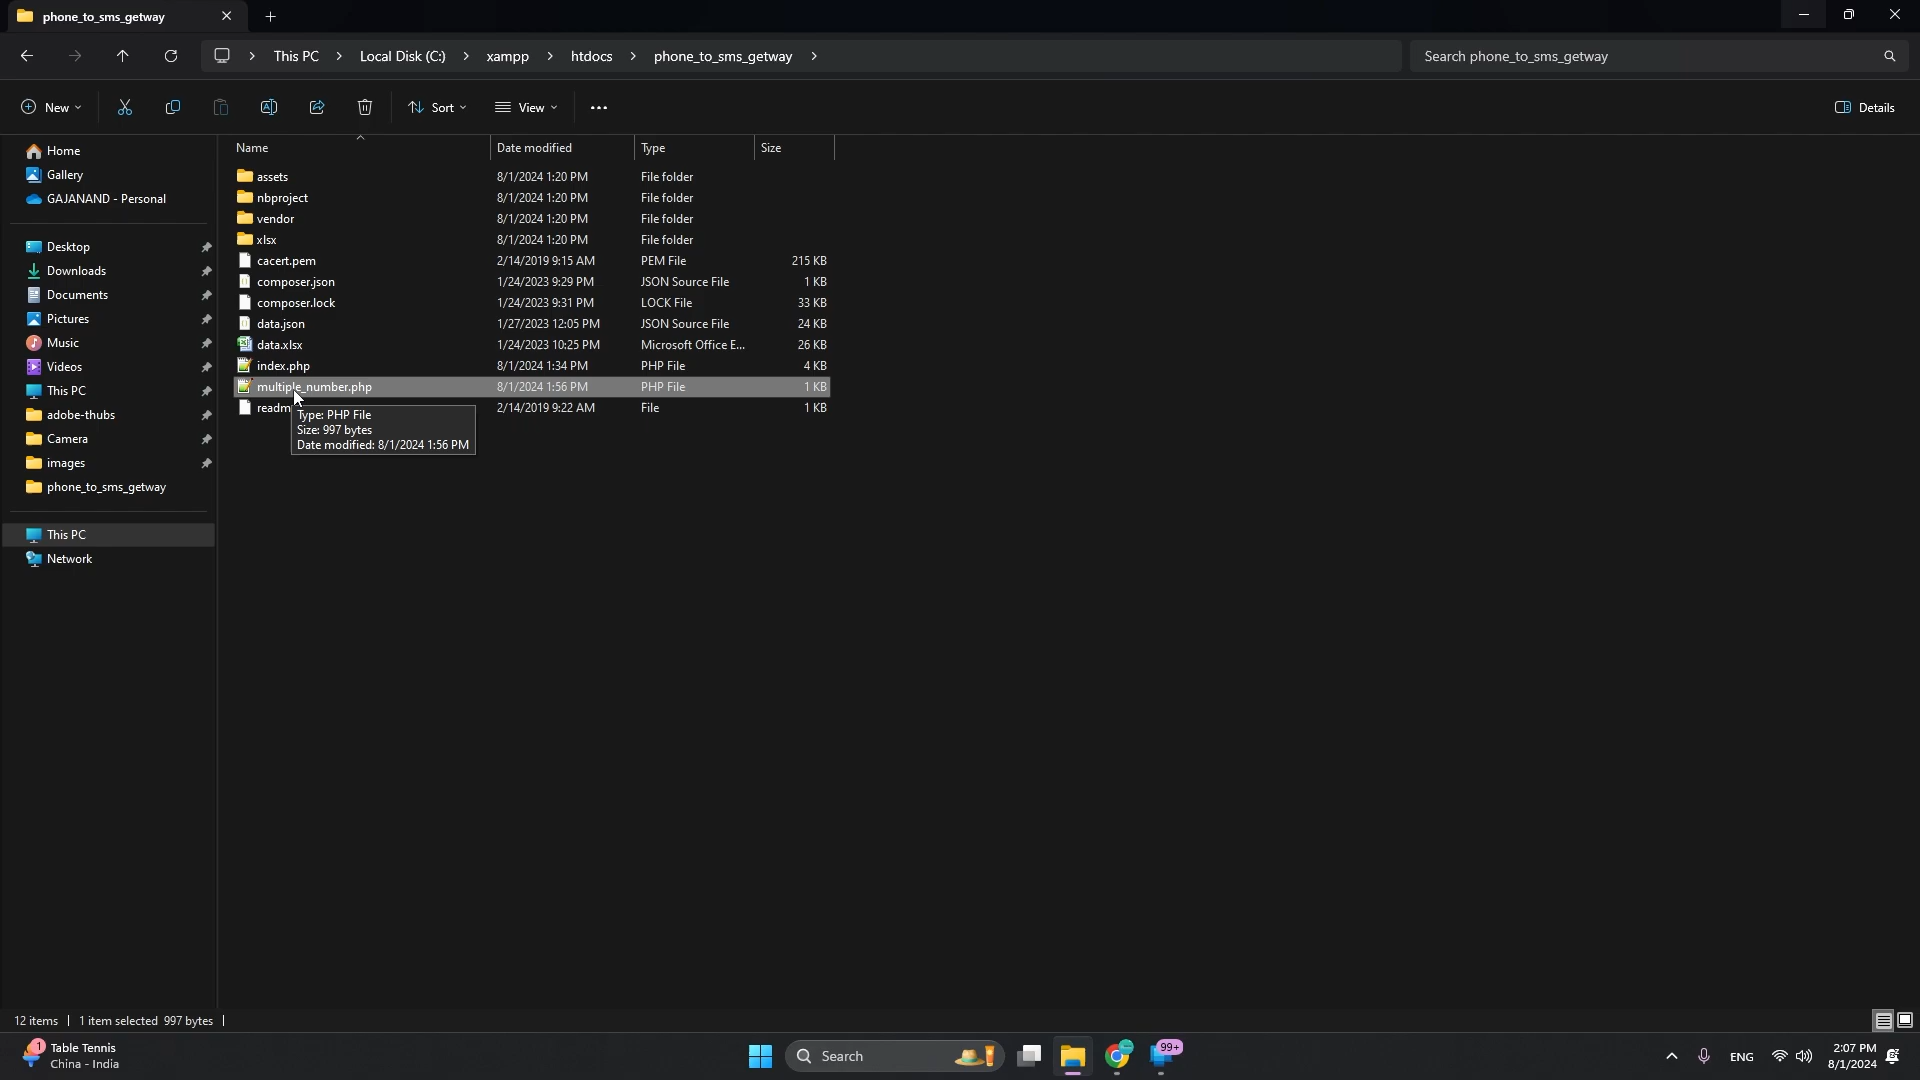 phone_to_sms_getway
This PC > Local Disk (C:) > xampp > htdocs > phone_to_sms_getway >
Search phone_to_sms_getway
New
Sort
View
Details
Name Date modified Type Size
Home
Gallery
GAJANAND - Personal
Desktop
Downloads
Documents
Pictures
Music
Videos
This PC
adobe-thubs
Camera
images
phone_to_sms_getway
This PC
Network
assets 8/1/2024 1:20 PM File folder
nbproject 8/1/2024 1:20 PM File folder
vendor 8/1/2024 1:20 PM File folder
xlsx 8/1/2024 1:20 PM File folder
cacert.pem 2/14/2019 9:15 AM PEM File 215 KB
composer.json 1/24/2023 9:29 PM JSON Source File 1 KB
composer.lock 1/24/2023 9:31 PM LOCK File 33 KB
data.json 1/27/2023 12:05 PM JSON Source File 24 KB
data.xlsx 1/24/2023 10:25 PM Microsoft Office E... 26 KB
index.php 8/1/2024 1:34 PM PHP File 4 KB
multiple_number.php 8/1/2024 1:56 PM PHP File 1 KB
readm 2/14/2019 9:22 AM File 1 KB
Type: PHP File
Size: 997 bytes
Date modified: 8/1/2024 1:56 PM
12 items | 1 item selected 997 bytes |
1
Table Tennis
China - India
Search
99+
ENG
2:07 PM
8/1/2024